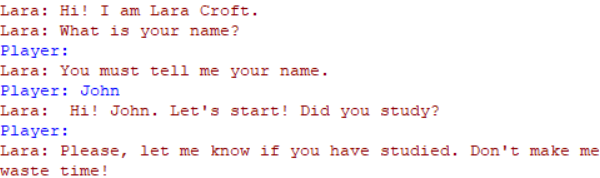 Lara: Hi! I am Lara Croft.
Lara: What is your name?
Player:
Lara: You must tell me your name.
Player: John
Lara:  Hi! John. Let's start! Did you study?
Player:
Lara: Please, let me know if you have studied. Don't make me
waste time!